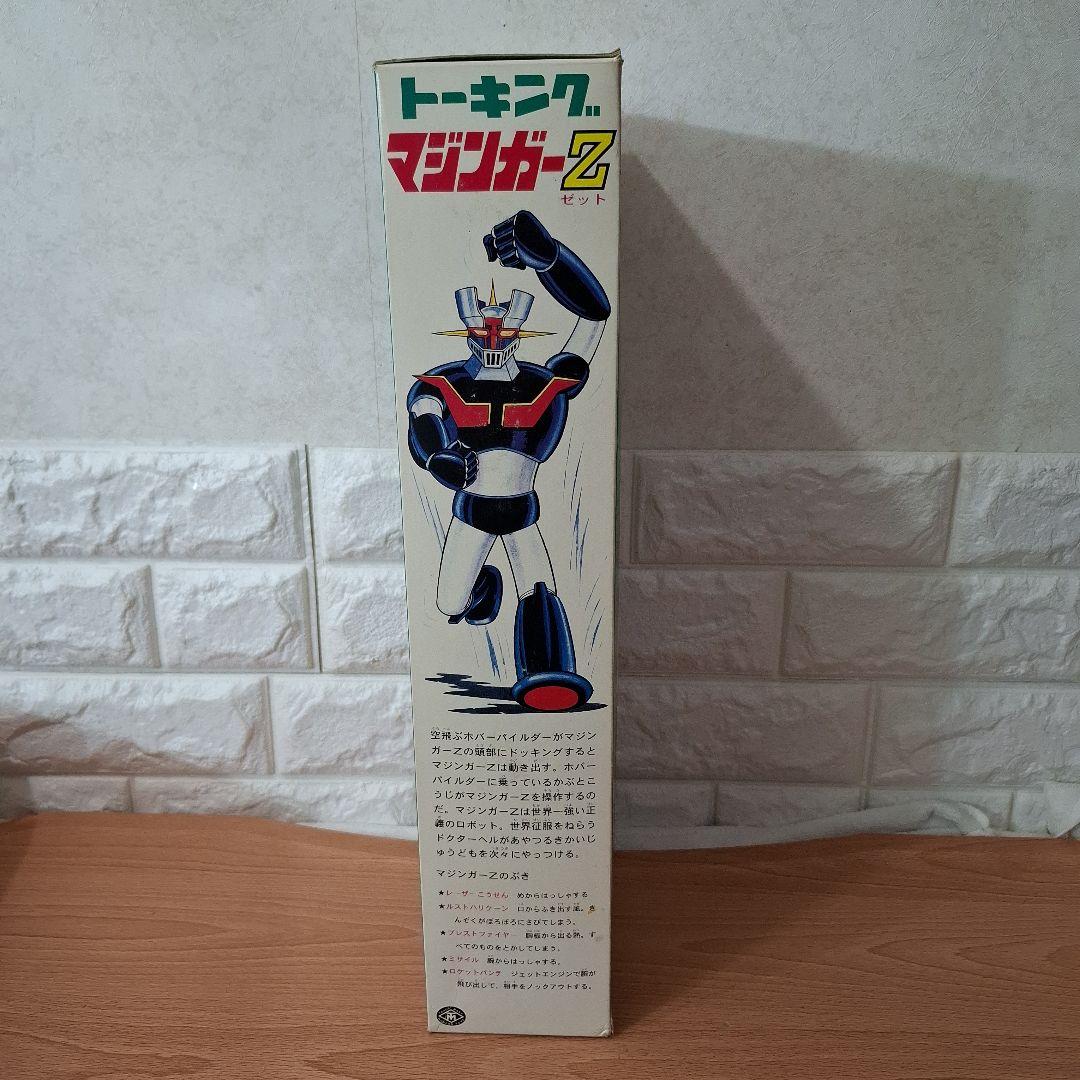 トーキング
マジンガーZ
ゼット
空飛ぶホバーパイルダーがマジン
ガーZの頭部にドッキングすると
マジンガーZは動き出す。ホバー
パイルダーに乗っているかぶとこ
うじがマジンガーZを操作するの
だ。マジンガーZは世界一強い正
義のロボット。世界征服をねらう
ドクターヘルがあやつるきかいじ
ゅうどもを次々にやっつける。
マジンガーZのぶき
★レーザーこうせん めからはっしゃする
★ルストハリケーン 口からふき出す風。き
んぞくがぼろぼろにさびてしまう。
★ブレストファイヤー 胸板から出る熱。す
べてのものをとかしてしまう。
★ミサイル 腕からはっしゃする。
★ロケットパンチ ジェットエンジンで腕が
飛び出して、相手をノックアウトする。